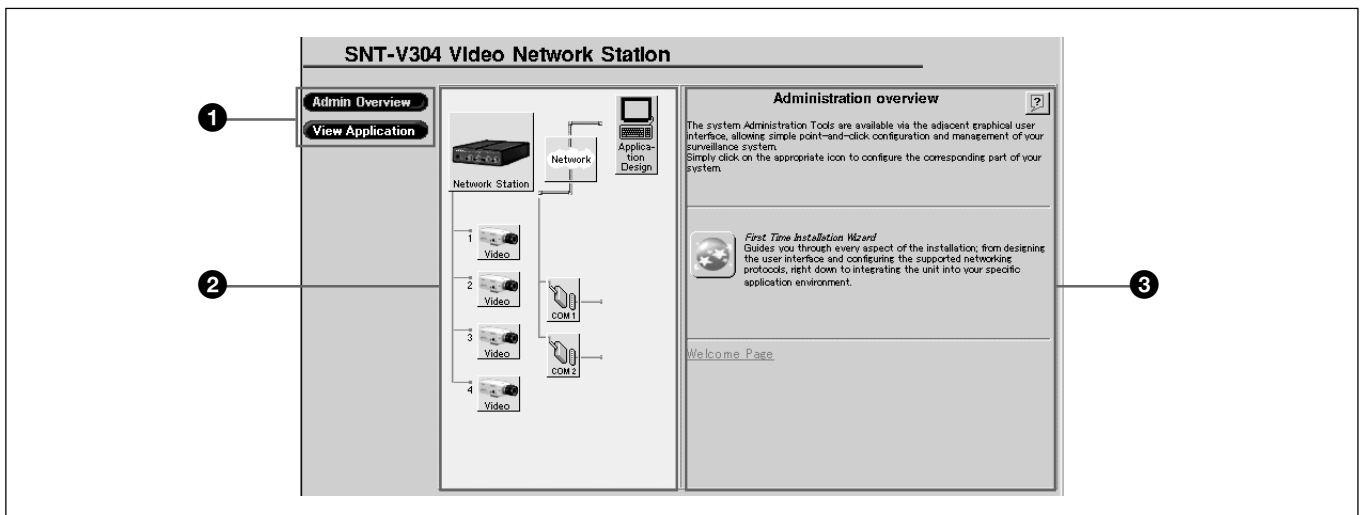 SNT-V304 Video Network Station
1
Admin Overview
View Application
2
Network Station
Network
Applica-
tion
Design
1
Video
2
Video
3
Video
4
Video
COM 1
COM 2
Administration overview
?
The system Administration Tools are available via the adjacent graphical user
interface, allowing simple point-and-click configuration and management of your
surveillance system.
Simply click on the appropriate icon to configure the corresponding part of your
system.
First Time Installation Wizard
Guides you through every aspect of the installation; from designing
the user interface and configuring the supported networking
protocols, right down to integrating the unit into your specific
application environment.
3
Welcome Page